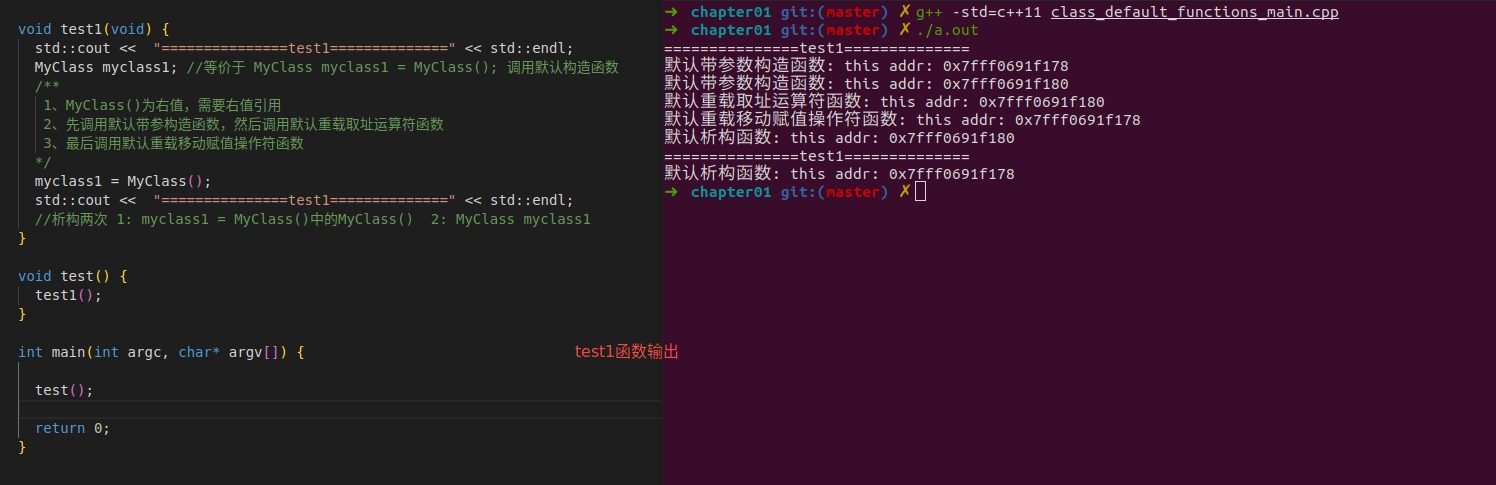 void test1(void) {
std::cout <<  "===============test1==============" << std::endl;
MyClass myclass1; //等价于 MyClass myclass1 = MyClass(); 调用默认构造函数
/**
1、MyClass()为右值，需要右值引用
2、先调用默认带参构造函数，然后调用默认重载取址运算符函数
3、最后调用默认重载移动赋值操作符函数
*/
myclass1 = MyClass();
std::cout <<  "===============test1==============" << std::endl;
//析构两次 1: myclass1 = MyClass()中的MyClass()  2: MyClass myclass1
}
void test() {
test1();
}
int main(int argc, char* argv[]) {
test();
return 0;
}
test1函数输出
➜ chapter01 git:(master) ✗ g++ -std=c++11 class_default_functions_main.cpp
➜ chapter01 git:(master) ✗ ./a.out
===============test1==============
默认带参数构造函数: this addr: 0x7fff0691f178
默认带参数构造函数: this addr: 0x7fff0691f180
默认重载取址运算符函数: this addr: 0x7fff0691f180
默认重载移动赋值操作符函数: this addr: 0x7fff0691f178
默认析构函数: this addr: 0x7fff0691f180
===============test1==============
默认析构函数: this addr: 0x7fff0691f178
➜ chapter01 git:(master) ✗